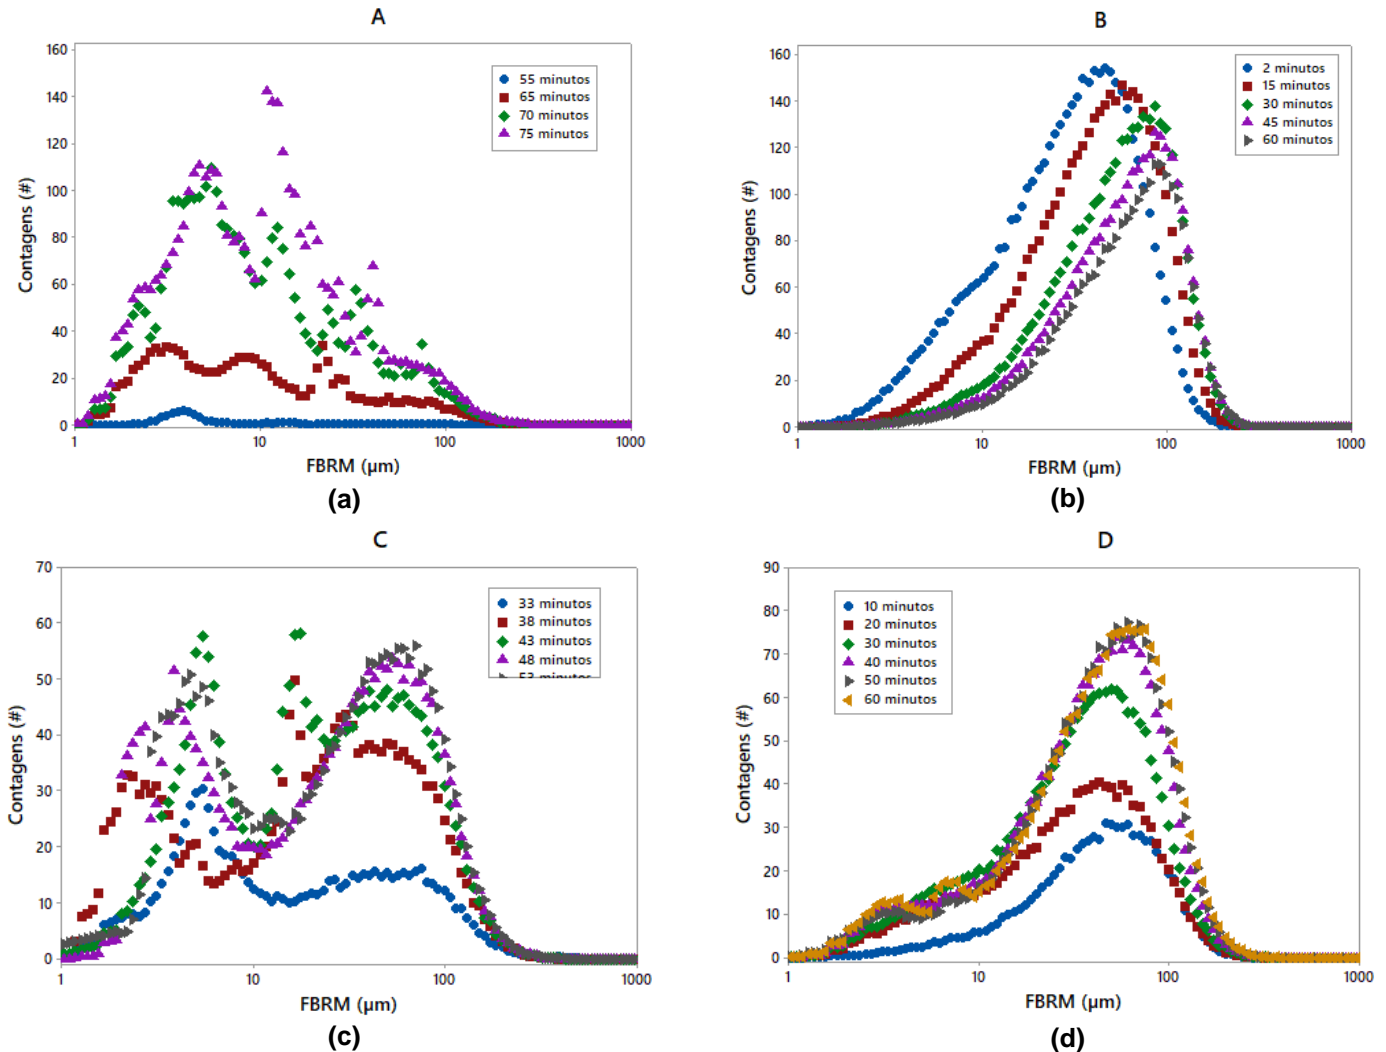 A
Contagens (#)
160
140
120
100
80
60
40
20
0
55 minutos
65 minutos
70 minutos
75 minutos
1
10
100
1000
FBRM (µm)
(a)
B
Contagens (#)
160
140
120
100
80
60
40
20
0
2 minutos
15 minutos
30 minutos
45 minutos
60 minutos
1
10
100
1000
FBRM (µm)
(b)
C
Contagens (#)
70
60
50
40
30
20
10
0
33 minutos
38 minutos
43 minutos
48 minutos
53 minutos
1
10
100
1000
FBRM (µm)
(c)
D
Contagens (#)
90
80
70
60
50
40
30
20
10
0
10 minutos
20 minutos
30 minutos
40 minutos
50 minutos
60 minutos
1
10
100
1000
FBRM (µm)
(d)